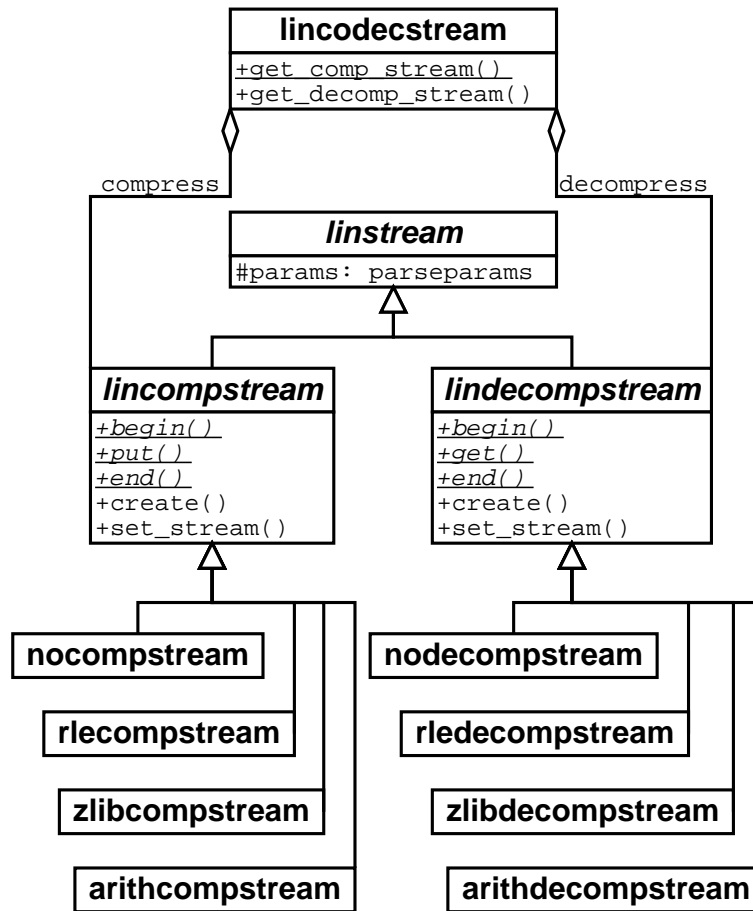 lincodecstream
+get_comp_stream()
+get_decomp_stream()
compress
decompress
linstream
#params: parseparams
lincompstream
+begin()
+put()
+end()
+create()
+set_stream()
lindecompstream
+begin()
+get()
+end()
+create()
+set_stream()
nocompstream
nodecompstream
rlecompstream
rledecompstream
zlibcompstream
zlibdecompstream
arithcompstream
arithdecompstream